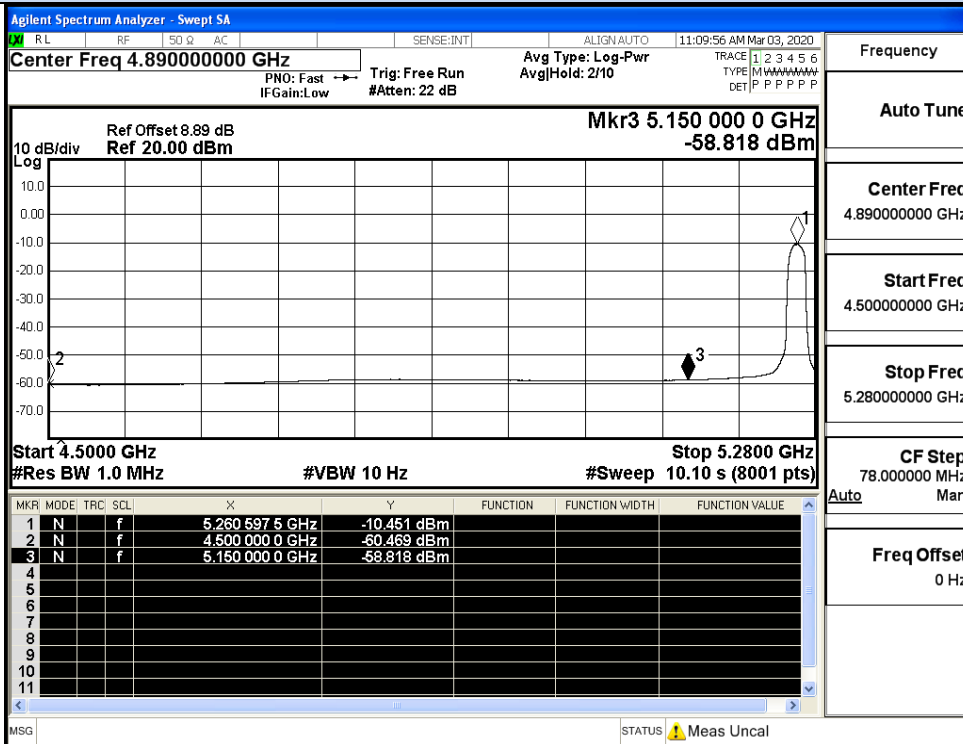 Agilent Spectrum Analyzer - Swept SA
LXI RL RF 50 Ω AC SENSE:INT ALIGN AUTO 11:09:56 AM Mar 03, 2020
Center Freq 4.890000000 GHz
PNO: Fast
IFGain:Low
Trig: Free Run
#Atten: 22 dB
Avg Type: Log-Pwr
Avg|Hold: 2/10
TRACE 1 2 3 4 5 6
TYPE M WWWWW
DET P P P P P P
Mkr3 5.150 000 0 GHz
-58.818 dBm
Ref Offset 8.89 dB
10 dB/div Ref 20.00 dBm
Log
10.0
0.00
-10.0
-20.0
-30.0
-40.0
-50.0
-60.0
-70.0
1
2
3
Start 4.5000 GHz Stop 5.2800 GHz
#Res BW 1.0 MHz #VBW 10 Hz #Sweep 10.10 s (8001 pts)
MKR MODE TRC SCL X Y FUNCTION FUNCTION WIDTH FUNCTION VALUE
1 N f 5.260 597 5 GHz -10.451 dBm
2 N f 4.500 000 0 GHz -60.469 dBm
3 N f 5.150 000 0 GHz -58.818 dBm
4
5
6
7
8
9
10
11
MSG STATUS Meas Uncal
Frequency
Auto Tune
Center Freq
4.890000000 GHz
Start Freq
4.500000000 GHz
Stop Freq
5.280000000 GHz
CF Step
78.000000 MHz
Auto Man
Freq Offset
0 Hz